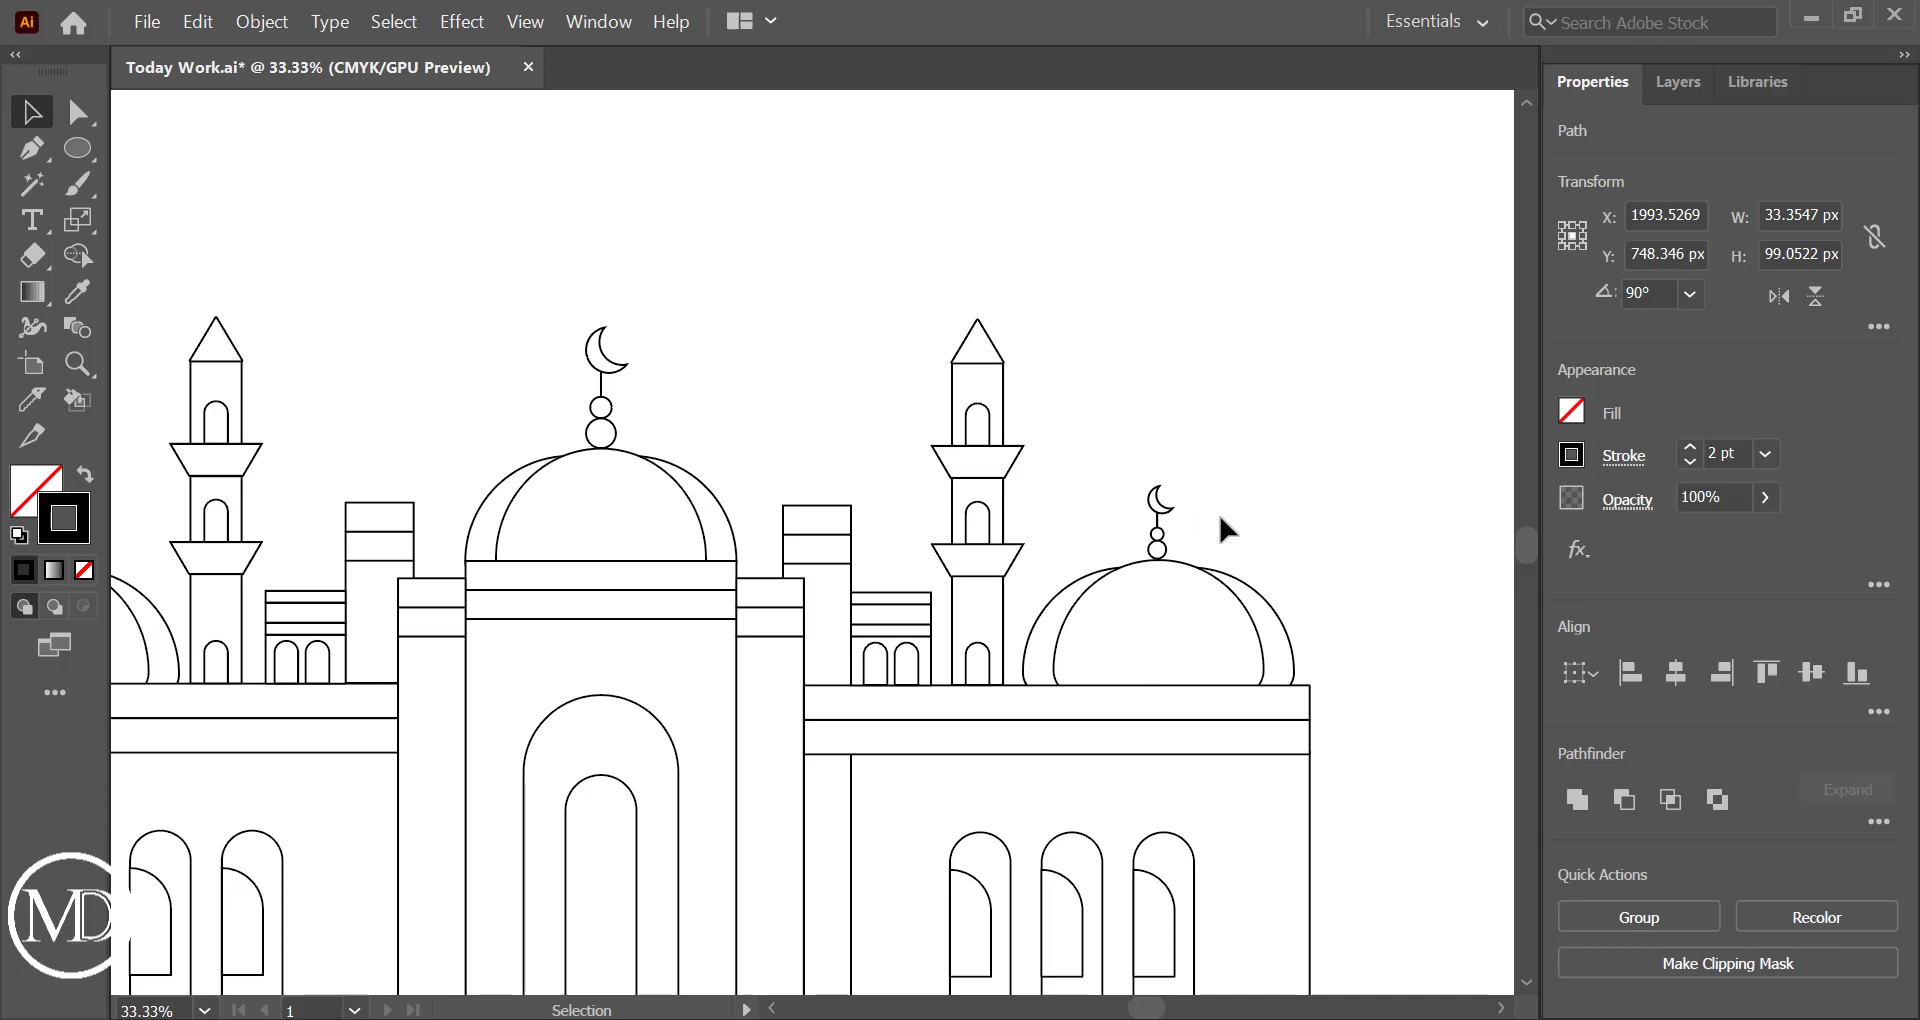 Ai File Edit Object Type Select Effect View Window Help Essentials Search Adobe Stock
Today Work.ai* @ 33.33% (CMYK/GPU Preview)
Properties Layers Libraries
Path
Transform
X: 1993.5269 W: 33.3547 px
Y: 748.346 px H: 99.0522 px
90°
Appearance
Fill
Stroke 2 pt
Opacity 100%
fx.
Align
Pathfinder
Expand
Quick Actions
Group Recolor
Make Clipping Mask
MD
33.33% 1 Selection